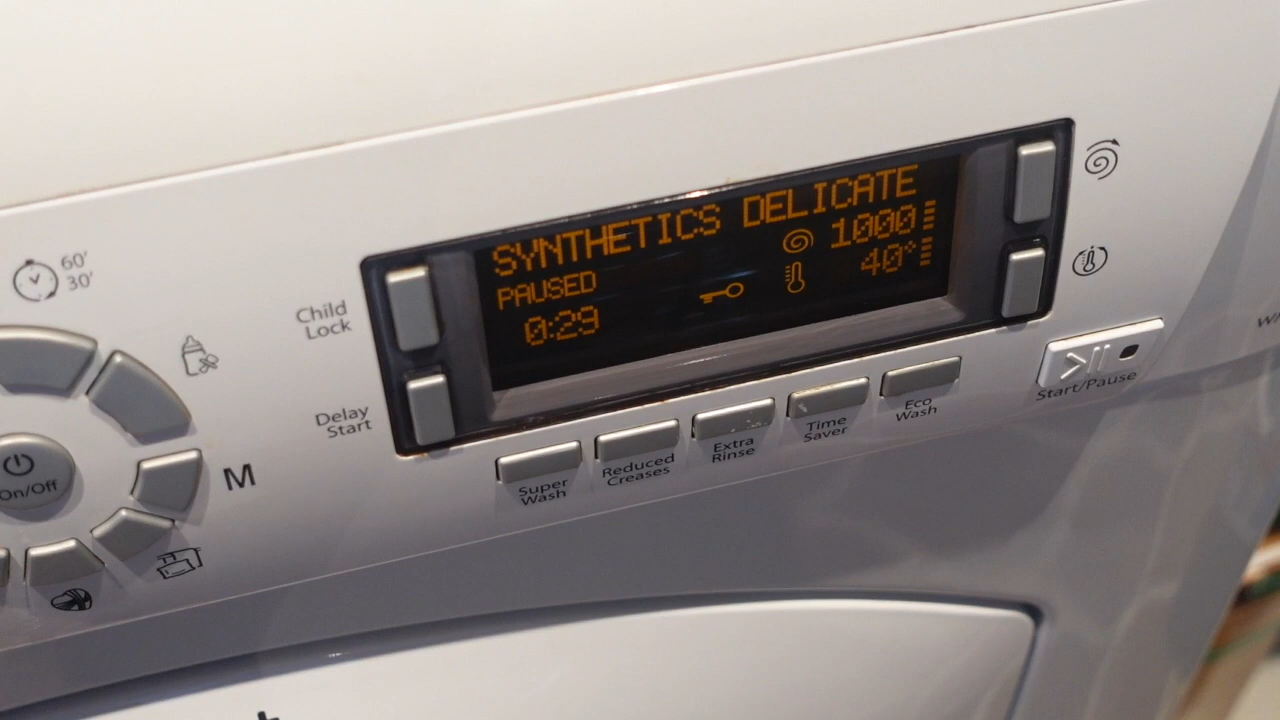 60'
30'
Child
Lock
SYNTHETICS DELICATE
PAUSED
1000
40°
0:29
Delay
Start
M
On/Off
Super
Wash
Reduced
Creases
Extra
Rinse
Time
Saver
Eco
Wash
Start/Pause